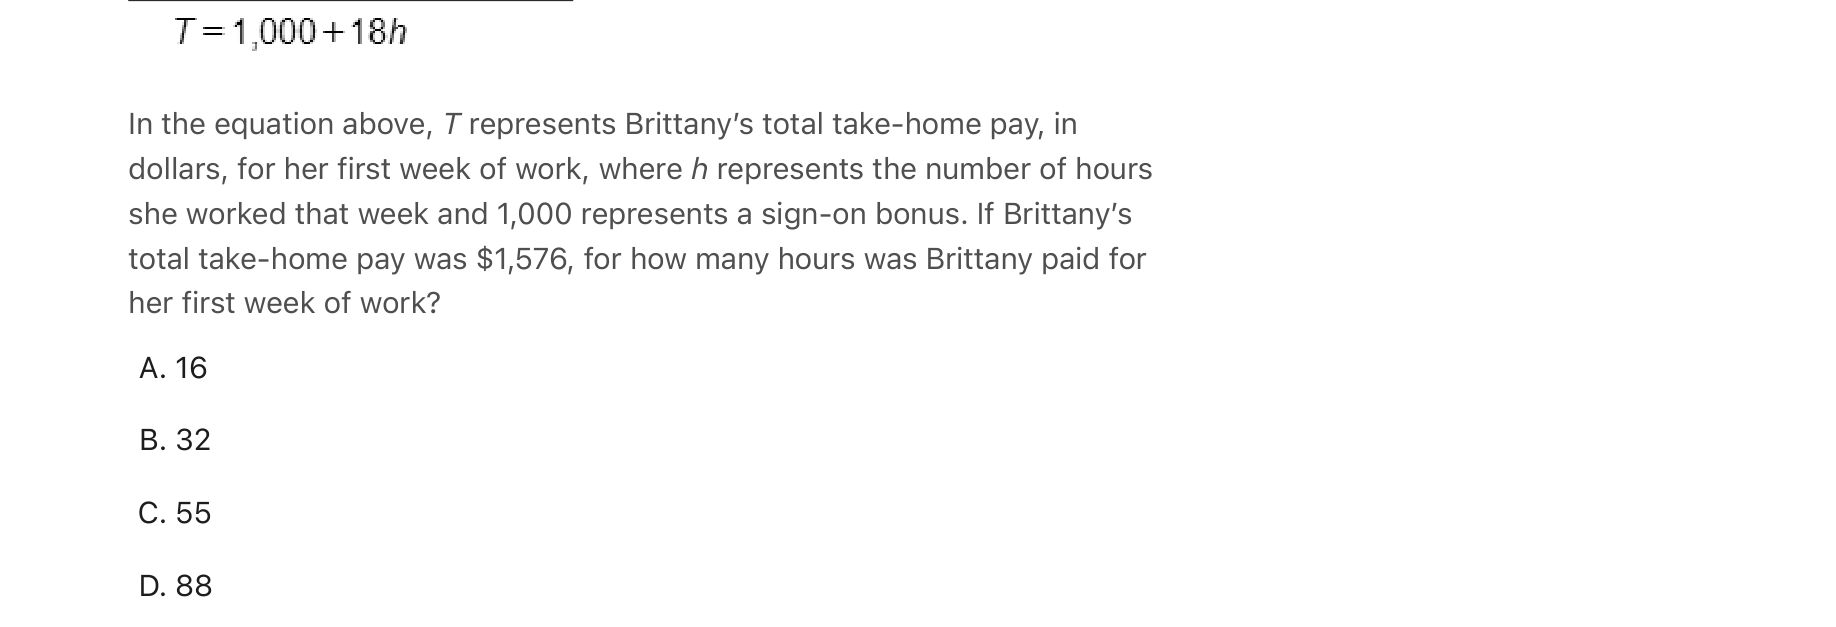 T=1,000+18h
In the equation above, T represents Brittany’s total take-home pay, in
dollars, for her first week of work, where h represents the number of hours
she worked that week and 1,000 represents a sign-on bonus. If Brittany’s
total take-home pay was $1,576, for how many hours was Brittany paid for
her first week of work?
A. 16
B. 32
C. 55
D. 88